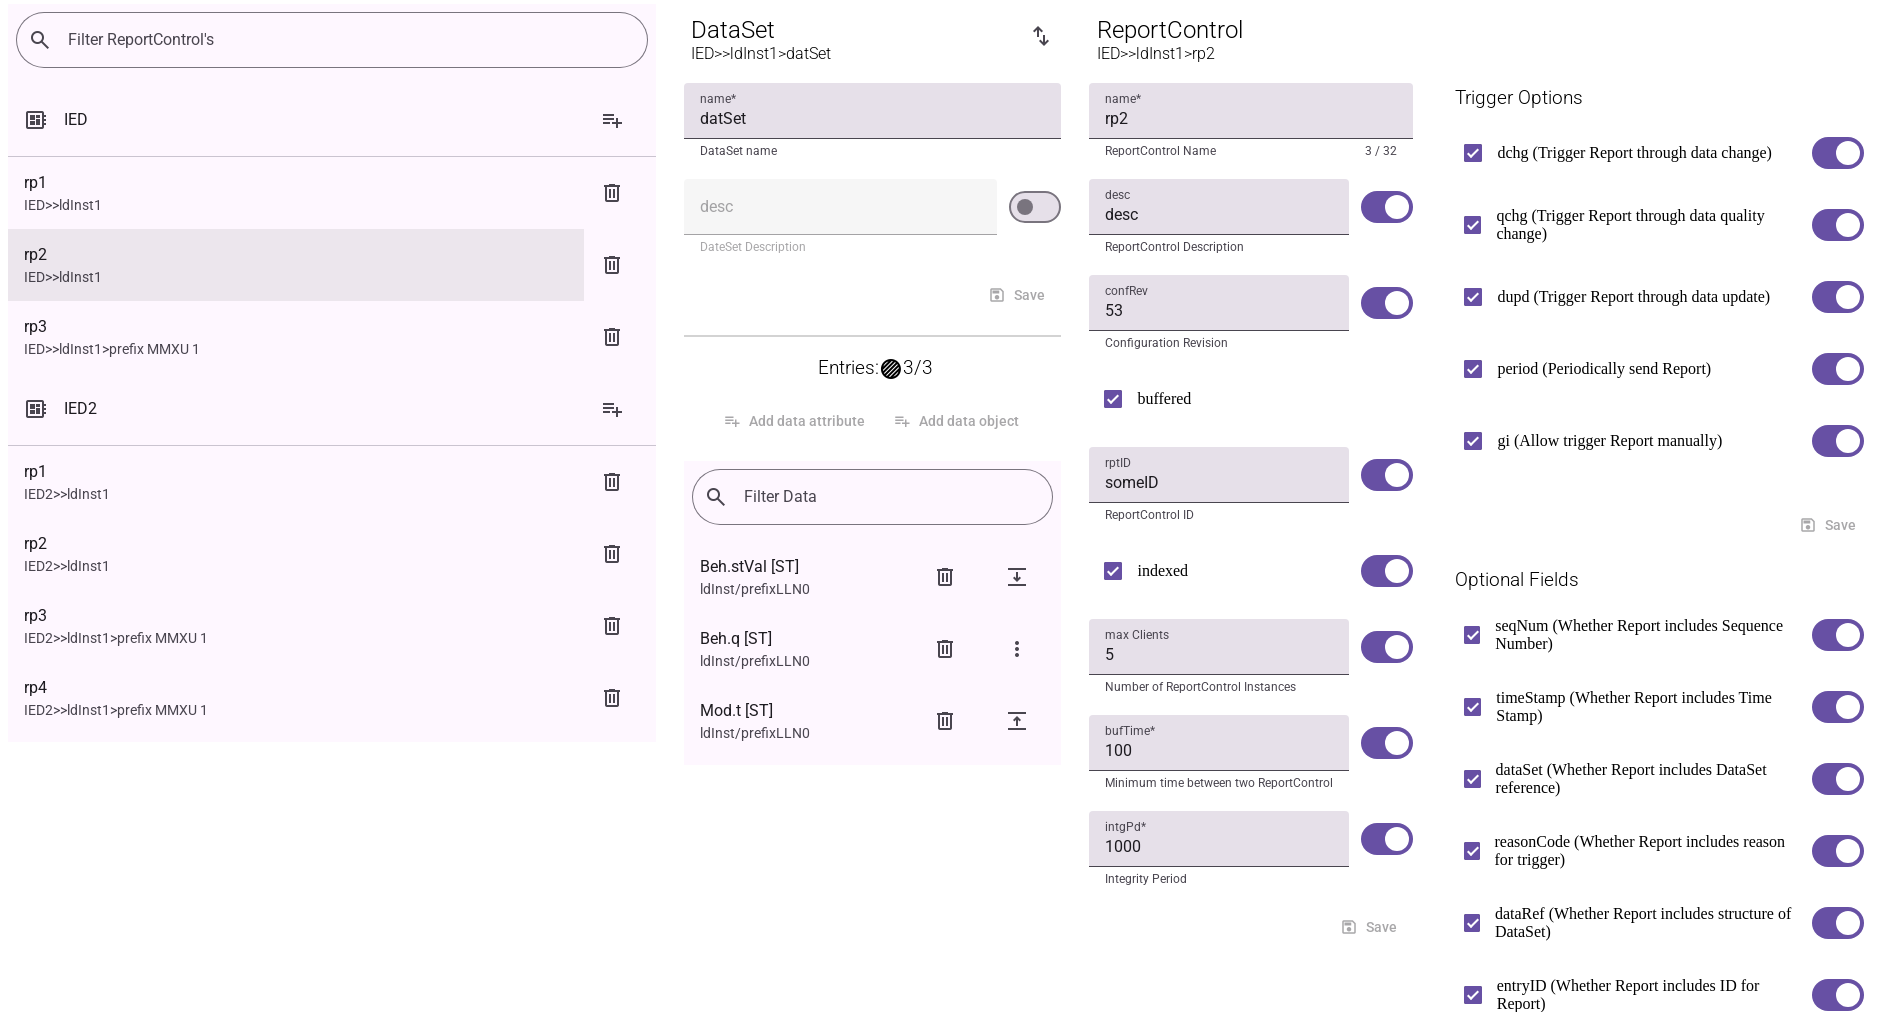 Filter ReportControl's
IED
rp1
IED>>ldInst1
rp2
IED>>ldInst1
rp3
IED>>ldInst1>prefix MMXU 1
IED2
rp1
IED2>>ldInst1
rp2
IED2>>ldInst1
rp3
IED2>>ldInst1>prefix MMXU 1
rp4
IED2>>ldInst1>prefix MMXU 1
DataSet
IED>>ldInst1>datSet
name*
datSet
DataSet name
desc
DateSet Description
Save
Entries: 3/3
Add data attribute
Add data object
Filter Data
Beh.stVal [ST]
ldInst/prefixLLN0
Beh.q [ST]
ldInst/prefixLLN0
Mod.t [ST]
ldInst/prefixLLN0
ReportControl
IED>>ldInst1>rp2
name*
rp2
ReportControl Name
3 / 32
desc
desc
ReportControl Description
confRev
53
Configuration Revision
buffered
rptID
someID
ReportControl ID
indexed
max Clients
5
Number of ReportControl Instances
bufTime*
100
Minimum time between two ReportControl
intgPd*
1000
Integrity Period
Save
Trigger Options
dchg (Trigger Report through data change)
qchg (Trigger Report through data quality
change)
dupd (Trigger Report through data update)
period (Periodically send Report)
gi (Allow trigger Report manually)
Save
Optional Fields
seqNum (Whether Report includes Sequence
Number)
timeStamp (Whether Report includes Time
Stamp)
dataSet (Whether Report includes DataSet
reference)
reasonCode (Whether Report includes reason
for trigger)
dataRef (Whether Report includes structure of
DataSet)
entryID (Whether Report includes ID for
Report)